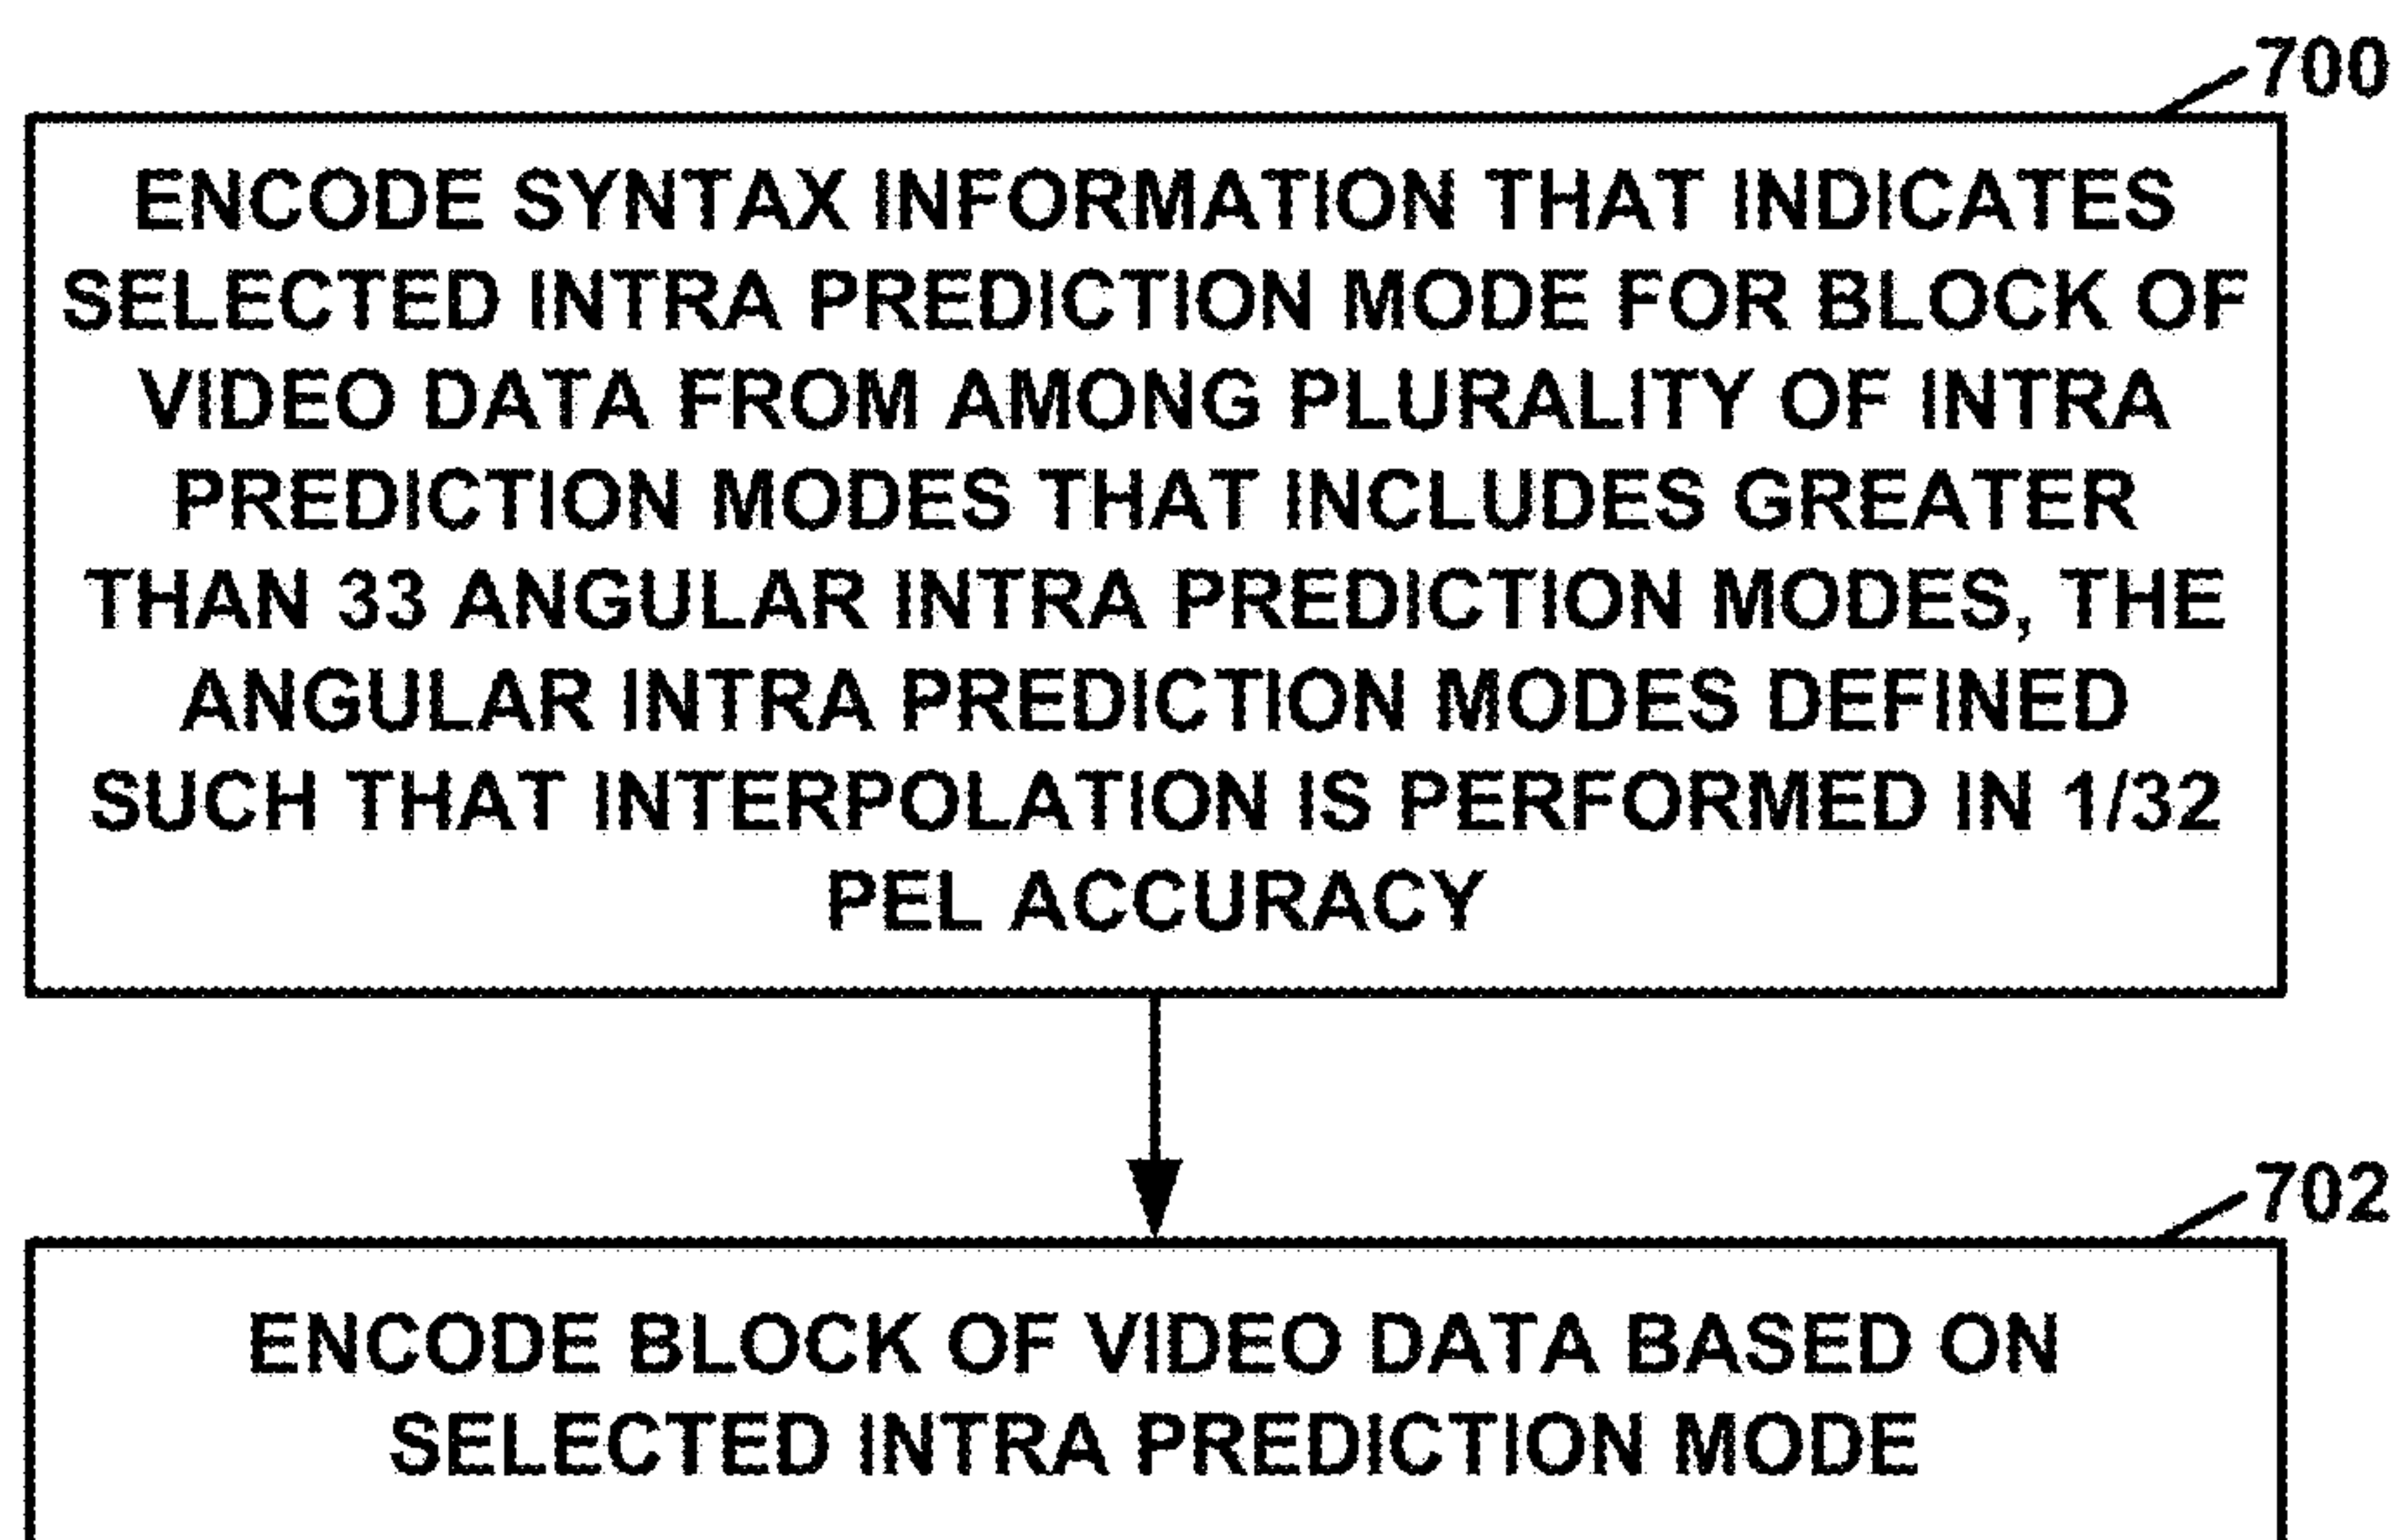 700
ENCODE SYNTAX INFORMATION THAT INDICATES
SELECTED INTRA PREDICTION MODE FOR BLOCK OF
VIDEO DATA FROM AMONG PLURALITY OF INTRA
PREDICTION MODES THAT INCLUDES GREATER
THAN 33 ANGULAR INTRA PREDICTION MODES, THE
ANGULAR INTRA PREDICTION MODES DEFINED
SUCH THAT INTERPOLATION IS PERFORMED IN 1/32
PEL ACCURACY
702
ENCODE BLOCK OF VIDEO DATA BASED ON
SELECTED INTRA PREDICTION MODE